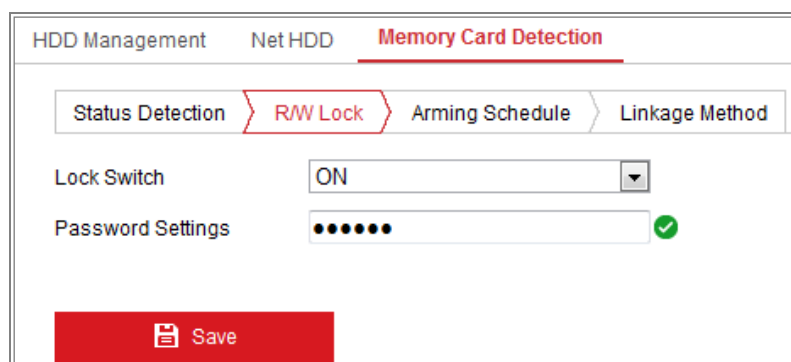 HDD Management Net HDD Memory Card Detection
Status Detection R/W Lock Arming Schedule Linkage Method
Lock Switch ON
Password Settings ••••••
Save